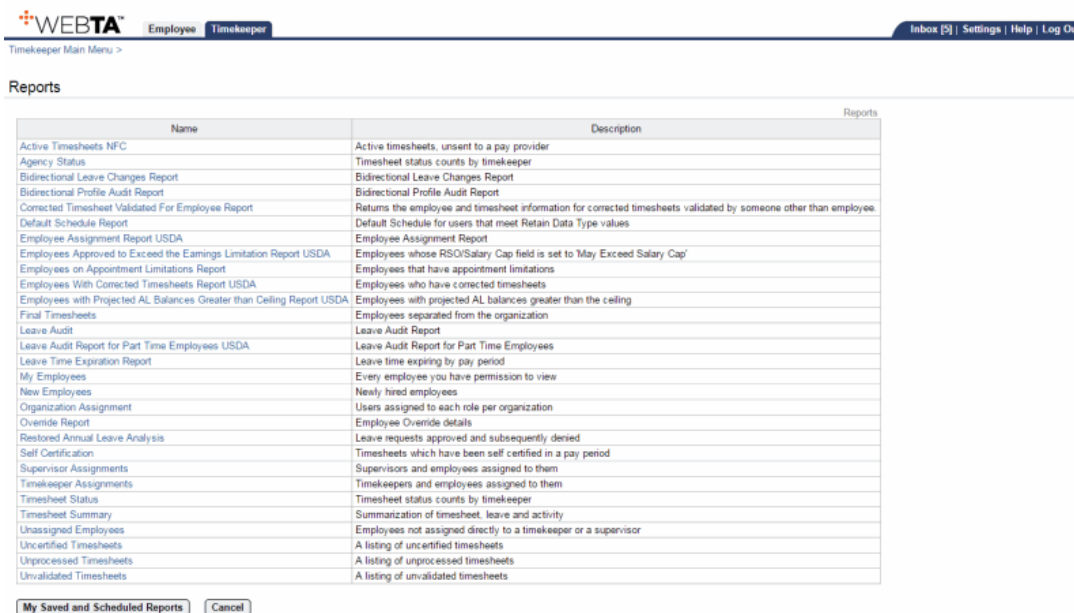 WEBTA™ Employee Timekeeper Inbox [5] | Settings | Help | Log Ou
Timekeeper Main Menu >
Reports
Reports
Name Description
Active Timesheets NFC Active timesheets, unsent to a pay provider
Agency Status Timesheet status counts by timekeeper
Bidirectional Leave Changes Report Bidirectional Leave Changes Report
Bidirectional Profile Audit Report Bidirectional Profile Audit Report
Corrected Timesheet Validated For Employee Report Returns the employee and timesheet information for corrected timesheets validated by someone other than employee.
Default Schedule Report Default Schedule for users that meet Retain Data Type values
Employee Assignment Report USDA Employee Assignment Report
Employees Approved to Exceed the Earnings Limitation Report USDA Employees whose RSO/Salary Cap field is set to 'May Exceed Salary Cap'
Employees on Appointment Limitations Report Employees that have appointment limitations
Employees With Corrected Timesheets Report USDA Employees who have corrected timesheets
Employees with Projected AL Balances Greater than Ceiling Report USDA Employees with projected AL balances greater than the ceiling
Final Timesheets Employees separated from the organization
Leave Audit Leave Audit Report
Leave Audit Report for Part Time Employees USDA Leave Audit Report for Part Time Employees
Leave Time Expiration Report Leave time expiring by pay period
My Employees Every employee you have permission to view
New Employees Newly hired employees
Organization Assignment Users assigned to each role per organization
Override Report Employee Override details
Restored Annual Leave Analysis Leave requests approved and subsequently denied
Self Certification Timesheets which have been self certified in a pay period
Supervisor Assignments Supervisors and employees assigned to them
Timekeeper Assignments Timekeepers and employees assigned to them
Timesheet Status Timesheet status counts by timekeeper
Timesheet Summary Summarization of timesheet, leave and activity
Unassigned Employees Employees not assigned directly to a timekeeper or a supervisor
Uncertified Timesheets A listing of uncertified timesheets
Unprocessed Timesheets A listing of unprocessed timesheets
Unvalidated Timesheets A listing of unvalidated timesheets
My Saved and Scheduled Reports Cancel